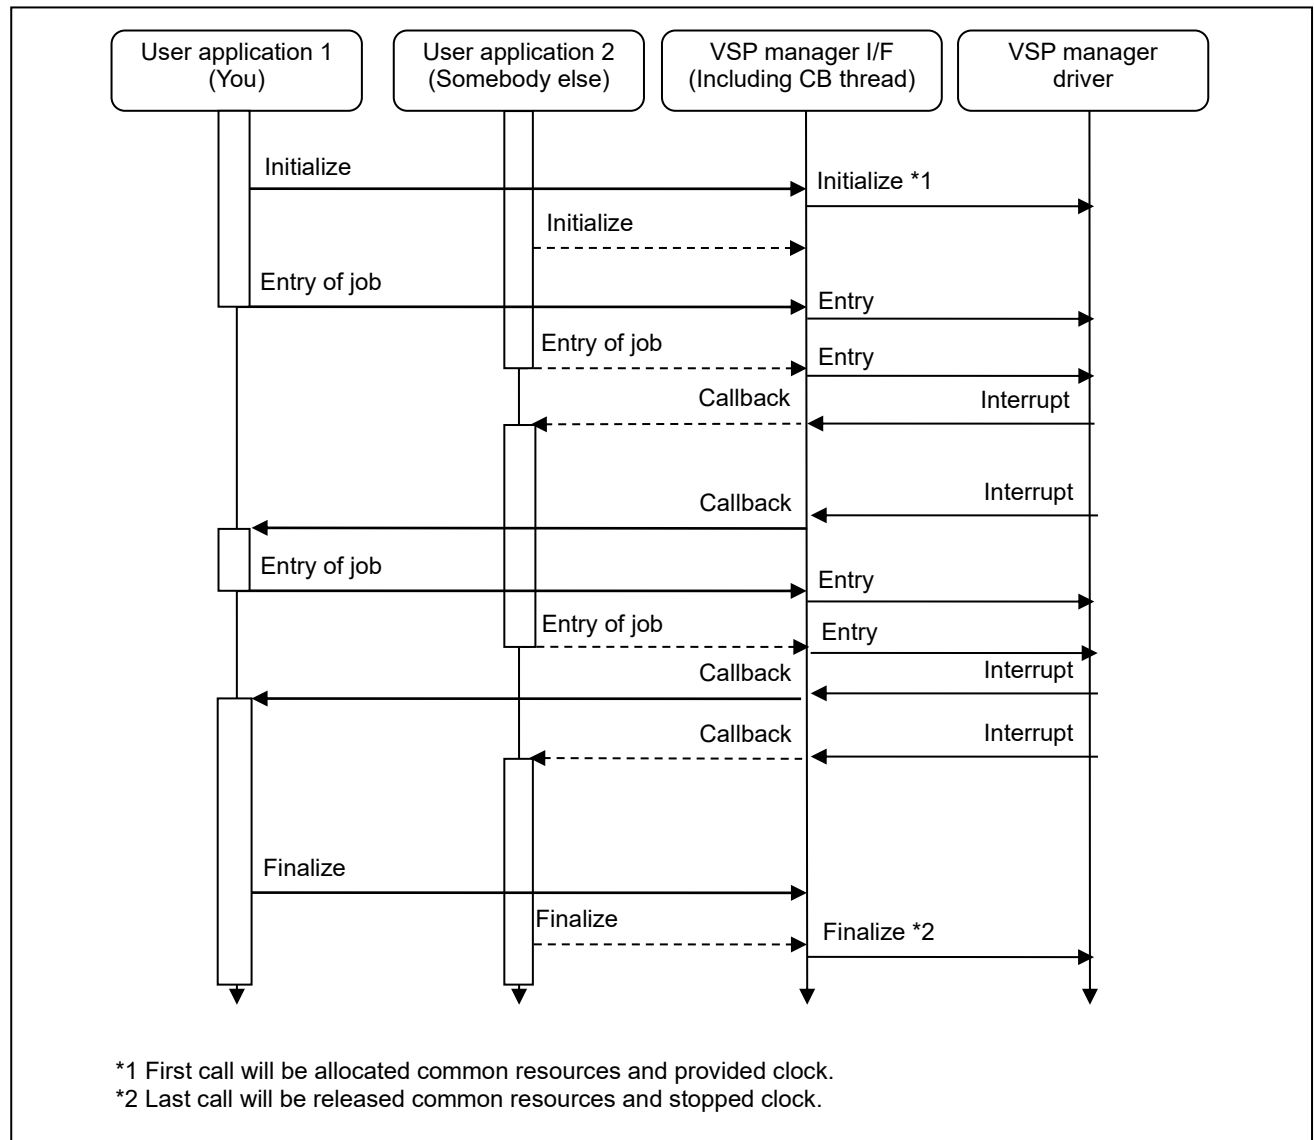 User application 1
(You)
User application 2
(Somebody else)
VSP manager I/F
(Including CB thread)
VSP manager
driver
Initialize
Initialize *1
Initialize
Entry of job
Entry
Entry of job
Entry
Callback
Interrupt
Callback
Interrupt
Entry of job
Entry
Entry of job
Entry
Callback
Interrupt
Callback
Interrupt
Finalize
Finalize
Finalize *2
*1 First call will be allocated common resources and provided clock.
*2 Last call will be released common resources and stopped clock.